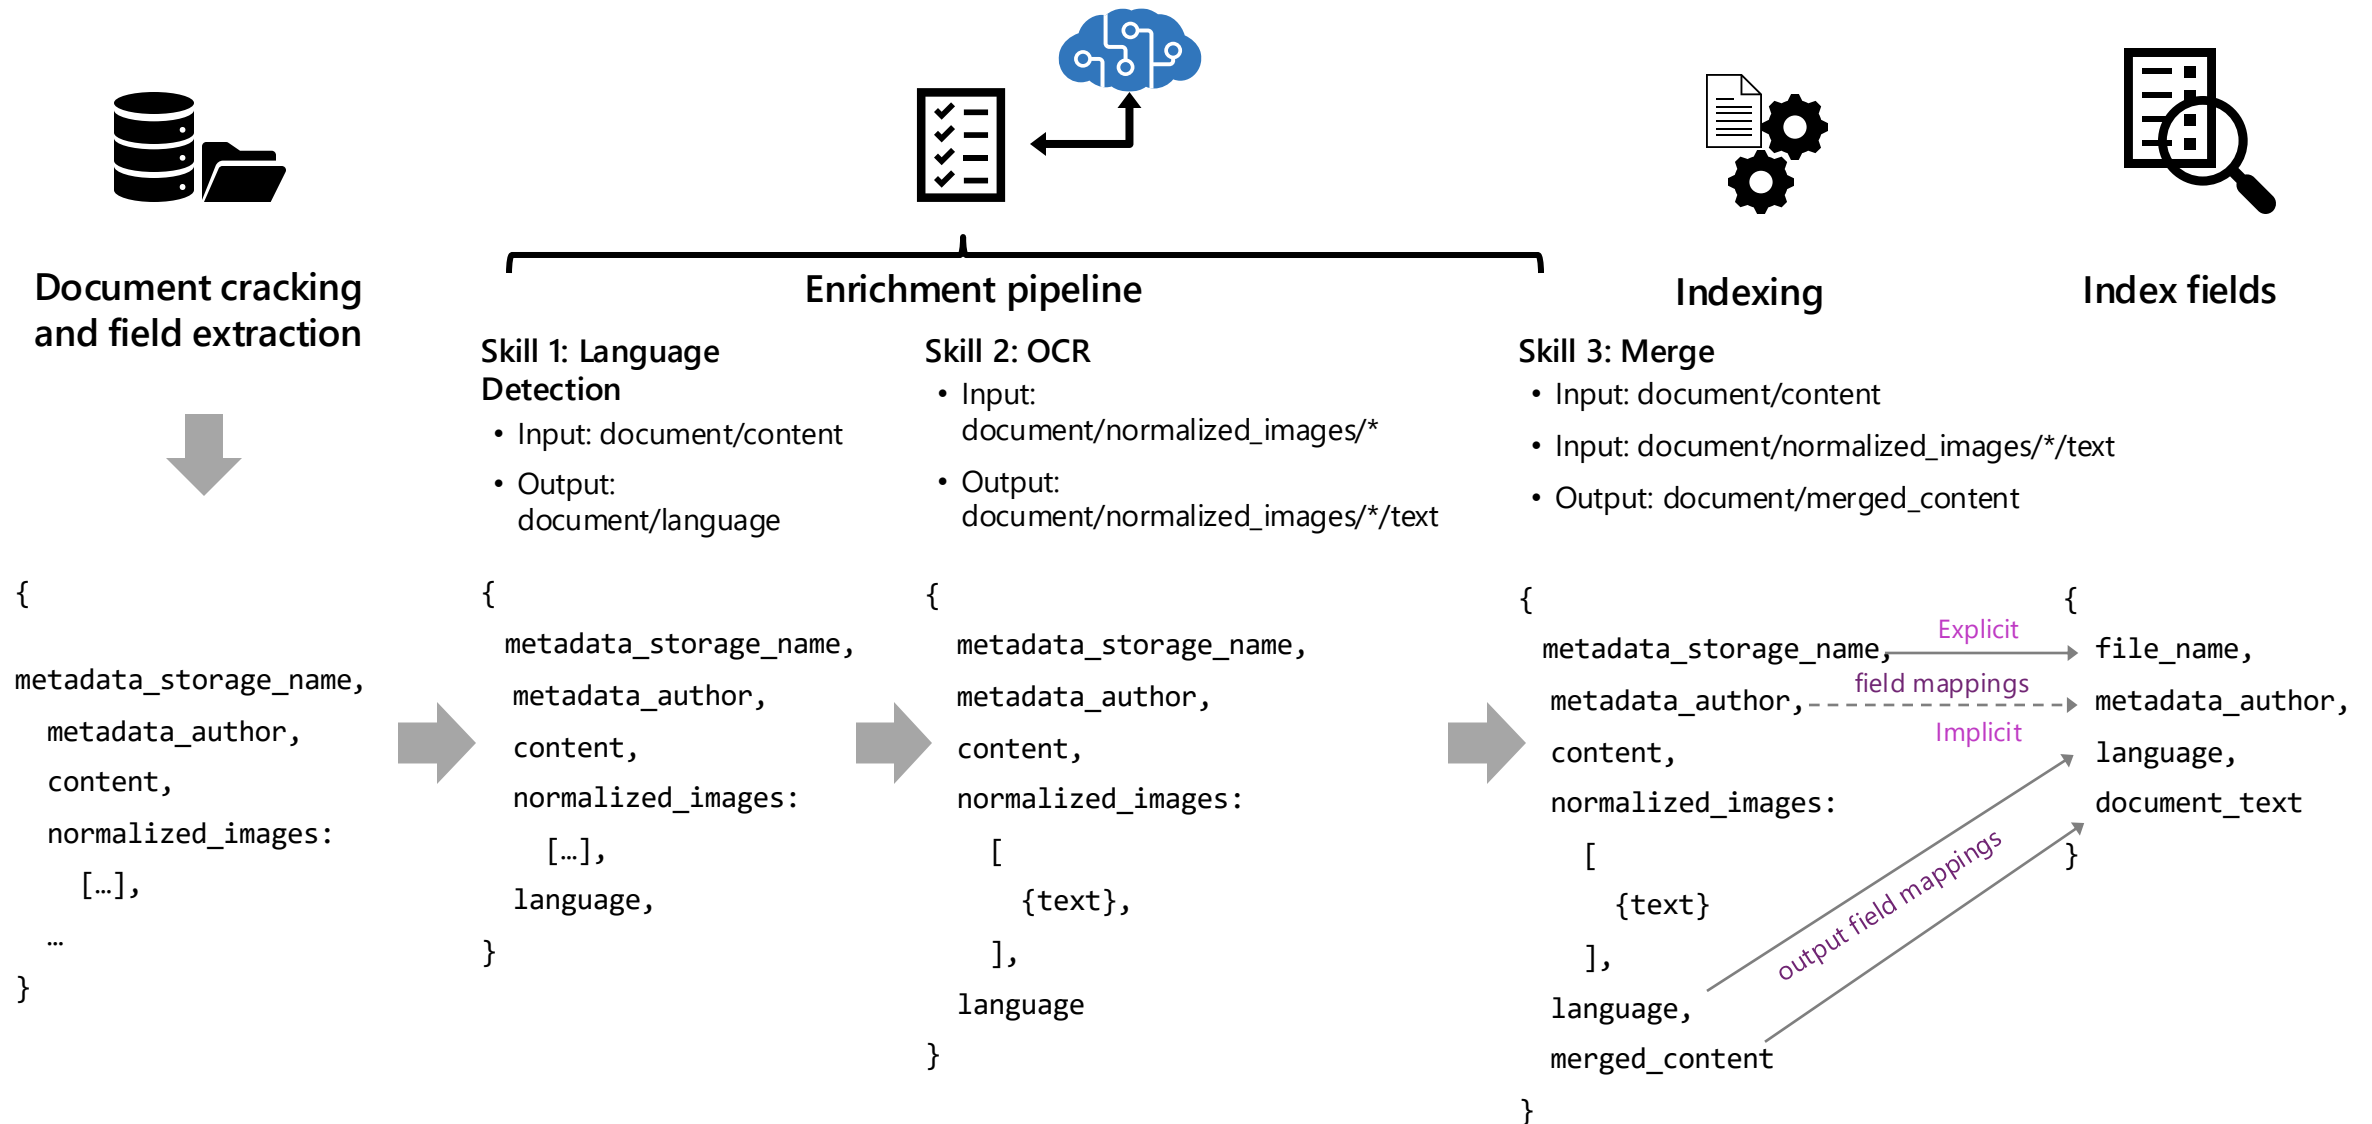 Document cracking
and field extraction
Enrichment pipeline
Indexing
Index fields
Skill 1: Language
Detection
• Input: document/content
• Output:
document/language
Skill 2: OCR
• Input:
document/normalized_images/*
• Output:
document/normalized_images/*/text
Skill 3: Merge
• Input: document/content
• Input: document/normalized_images/*/text
• Output: document/merged_content
{
metadata_storage_name,
metadata_author,
content,
normalized_images:
[…],
…
}
{
metadata_storage_name,
metadata_author,
content,
normalized_images:
[…],
language,
}
{
metadata_storage_name,
metadata_author,
content,
normalized_images:
[
{text},
],
language
}
{
metadata_storage_name,
metadata_author,
content,
normalized_images:
[
{text}
],
language,
merged_content
}
Explicit
field mappings
Implicit
output field mappings
{
file_name,
metadata_author,
language,
document_text
}